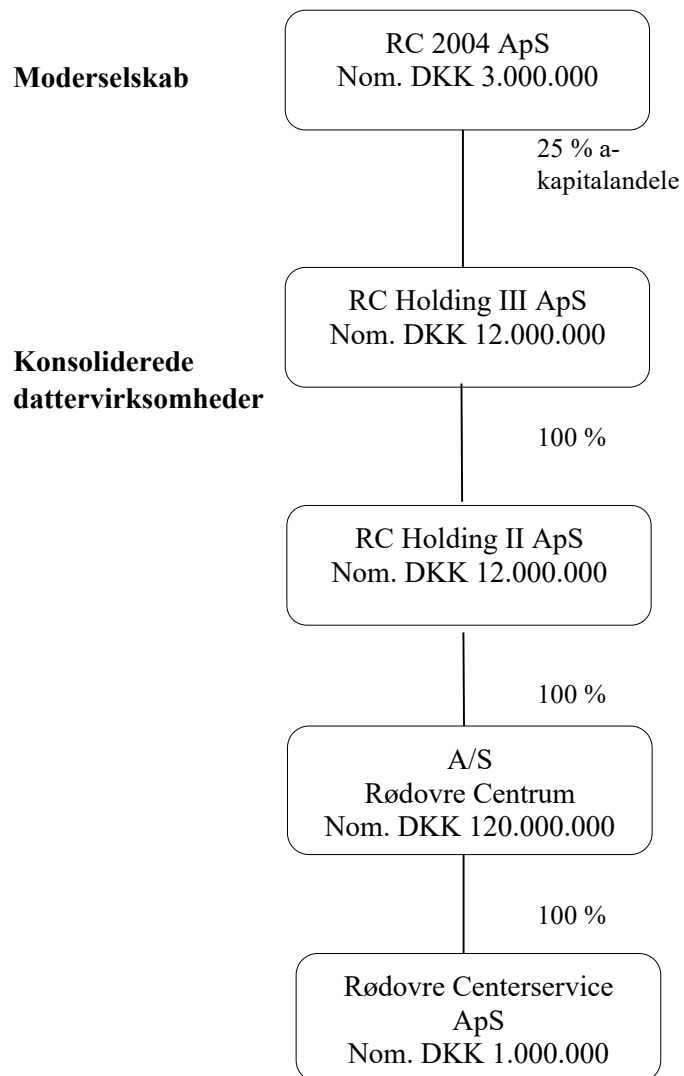 RC 2004 ApS
Nom. DKK 3.000.000
Moderselskab
25 % a-
kapitalandele
RC Holding III ApS
Nom. DKK 12.000.000
Konsoliderede
dattervirksomheder
100 %
RC Holding II ApS
Nom. DKK 12.000.000
100 %
A/S
Rødovre Centrum
Nom. DKK 120.000.000
100 %
Rødovre Centerservice
ApS
Nom. DKK 1.000.000